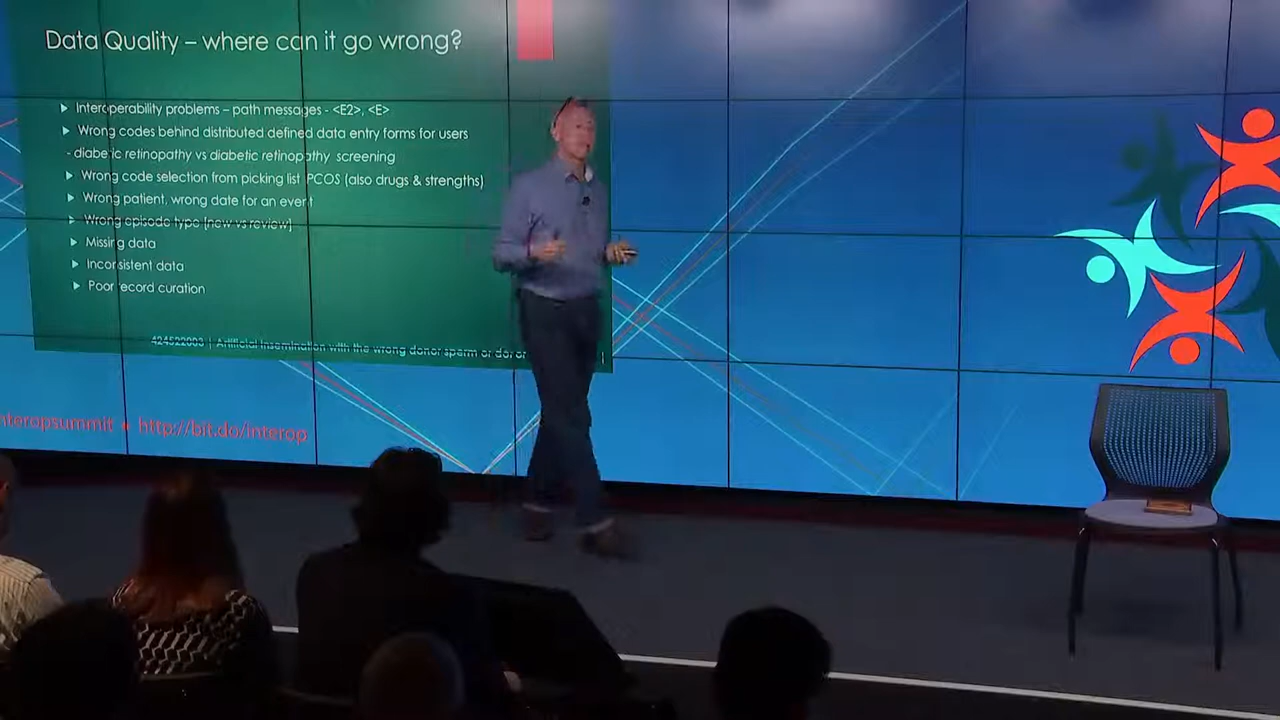 Data Quality – where can it go wrong?
Interoperability problems – path messages - <E2>, <E>
Wrong codes behind distributed defined data entry forms for users
- diabetic retinopathy vs diabetic retinopathy screening
Wrong code selection from picking list PCOS (also drugs & strengths)
Wrong patient, wrong date for an event
Wrong episode type [new vs review]
Missing data
Inconsistent data
Poor record curation
| Artificial insemination with the wrong donor sperm or |
nteropsummit • http://bit.do/interop